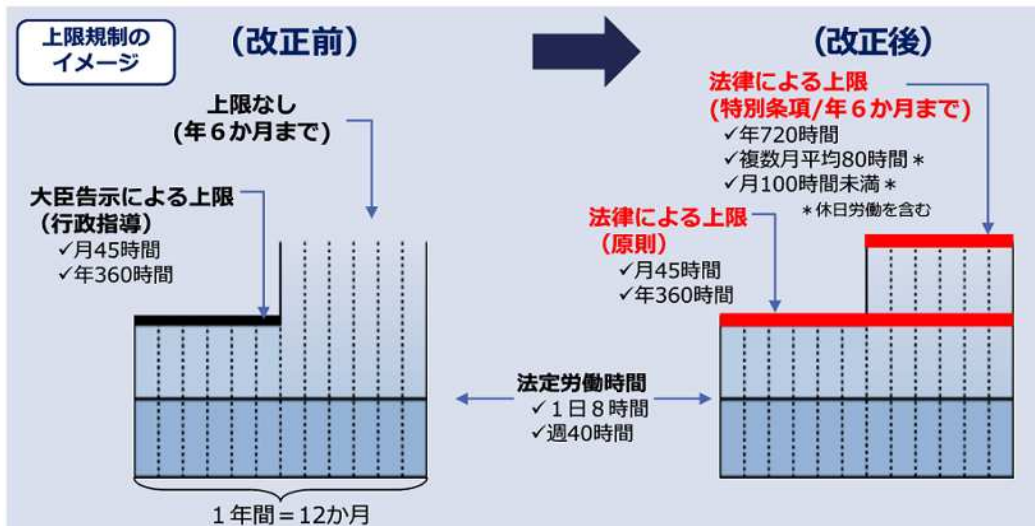 上限規制の
イメージ
(改正前)
(改正後)
上限なし
(年６か月まで)
大臣告示による上限
(行政指導)
✓月45時間
✓年360時間
法律による上限
(特別条項/年６か月まで)
✓年720時間
✓複数月平均80時間＊
✓月100時間未満＊
＊休日労働を含む
法律による上限
(原則)
✓月45時間
✓年360時間
法定労働時間
✓１日８時間
✓週40時間
１年間＝12か月